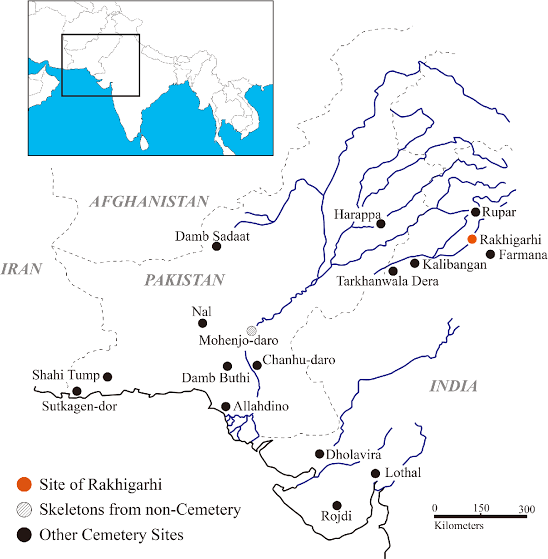 AFGHANISTAN
Harappa
Rupar
Damb Sadaat
Rakhigarhi
Farmana
IRAN
PAKISTAN
Kalibangan
Tarkhanwala Dera
Nal
Mohenjo-daro
Chanhu-daro
Shahi Tump
Damb Buthi
INDIA
Sutkagen-dor
Allahdino
Dholavira
Lothal
Site of Rakhigarhi
Skeletons from non-Cemetery
Rojdi
0 150 300
Kilometers
Other Cemetery Sites